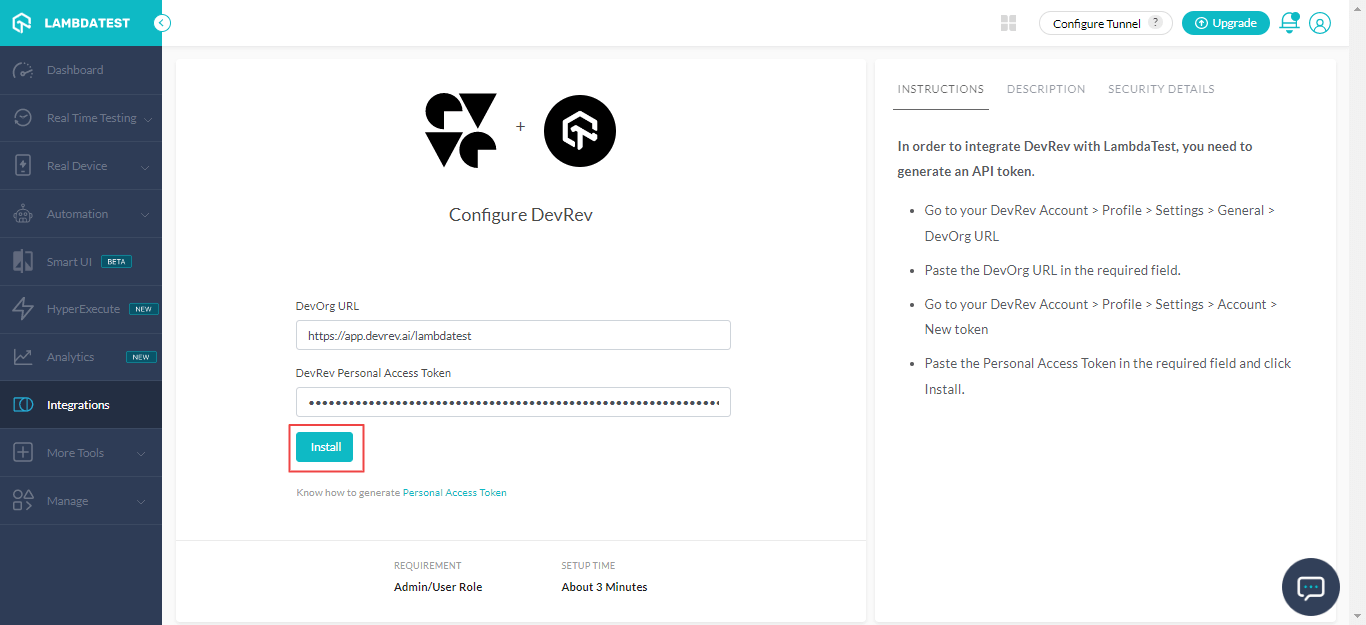 LAMBDATEST
Configure Tunnel ?
Upgrade
Dashboard
Real Time Testing
Real Device
Automation
Smart UI BETA
HyperExecute NEW
Analytics NEW
Integrations
More Tools
Manage
+
Configure DevRev
DevOrg URL
https://app.devrev.ai/lambdatest
DevRev Personal Access Token
Install
Know how to generate Personal Access Token
REQUIREMENT
Admin/User Role
SETUP TIME
About 3 Minutes
INSTRUCTIONS DESCRIPTION SECURITY DETAILS
In order to integrate DevRev with LambdaTest, you need to
generate an API token.
• Go to your DevRev Account > Profile > Settings > General >
DevOrg URL
• Paste the DevOrg URL in the required field.
• Go to your DevRev Account > Profile > Settings > Account >
New token
• Paste the Personal Access Token in the required field and click
Install.